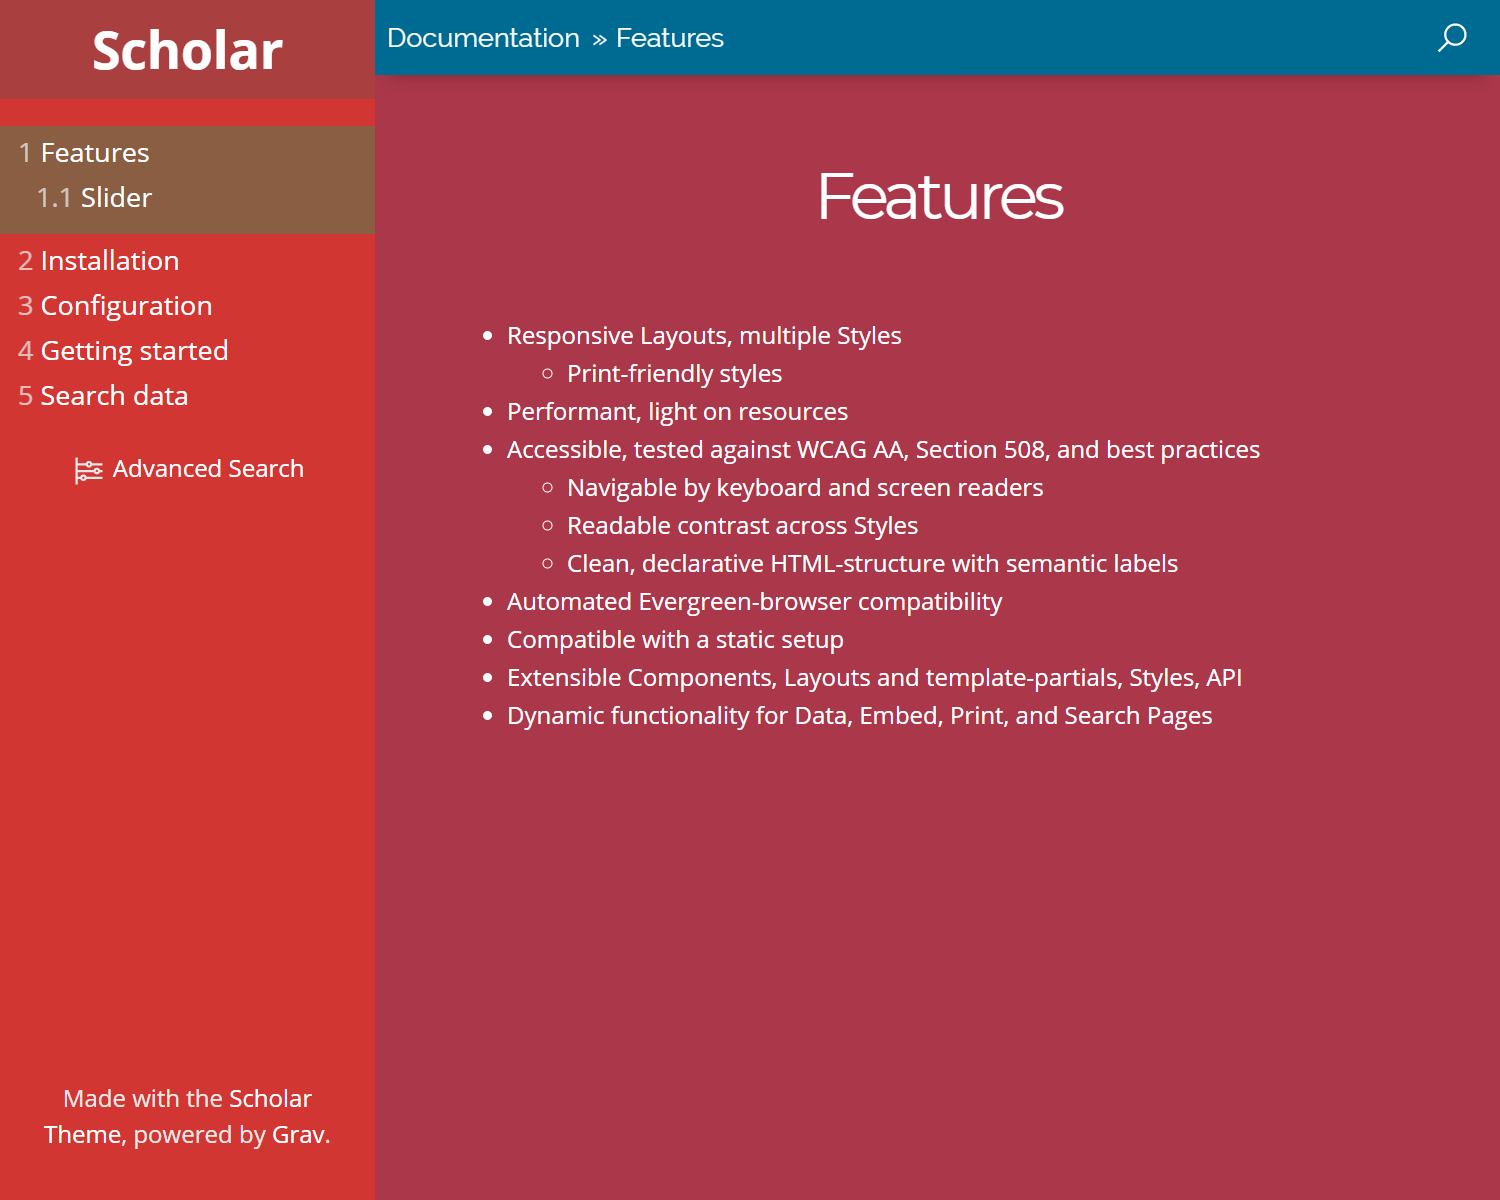 Scholar
Documentation » Features
1 Features
1.1 Slider
2 Installation
3 Configuration
4 Getting started
5 Search data
Advanced Search
Made with the Scholar
Theme, powered by Grav.
Features
Responsive Layouts, multiple Styles
Print-friendly styles
Performant, light on resources
Accessible, tested against WCAG AA, Section 508, and best practices
Navigable by keyboard and screen readers
Readable contrast across Styles
Clean, declarative HTML-structure with semantic labels
Automated Evergreen-browser compatibility
Compatible with a static setup
Extensible Components, Layouts and template-partials, Styles, API
Dynamic functionality for Data, Embed, Print, and Search Pages